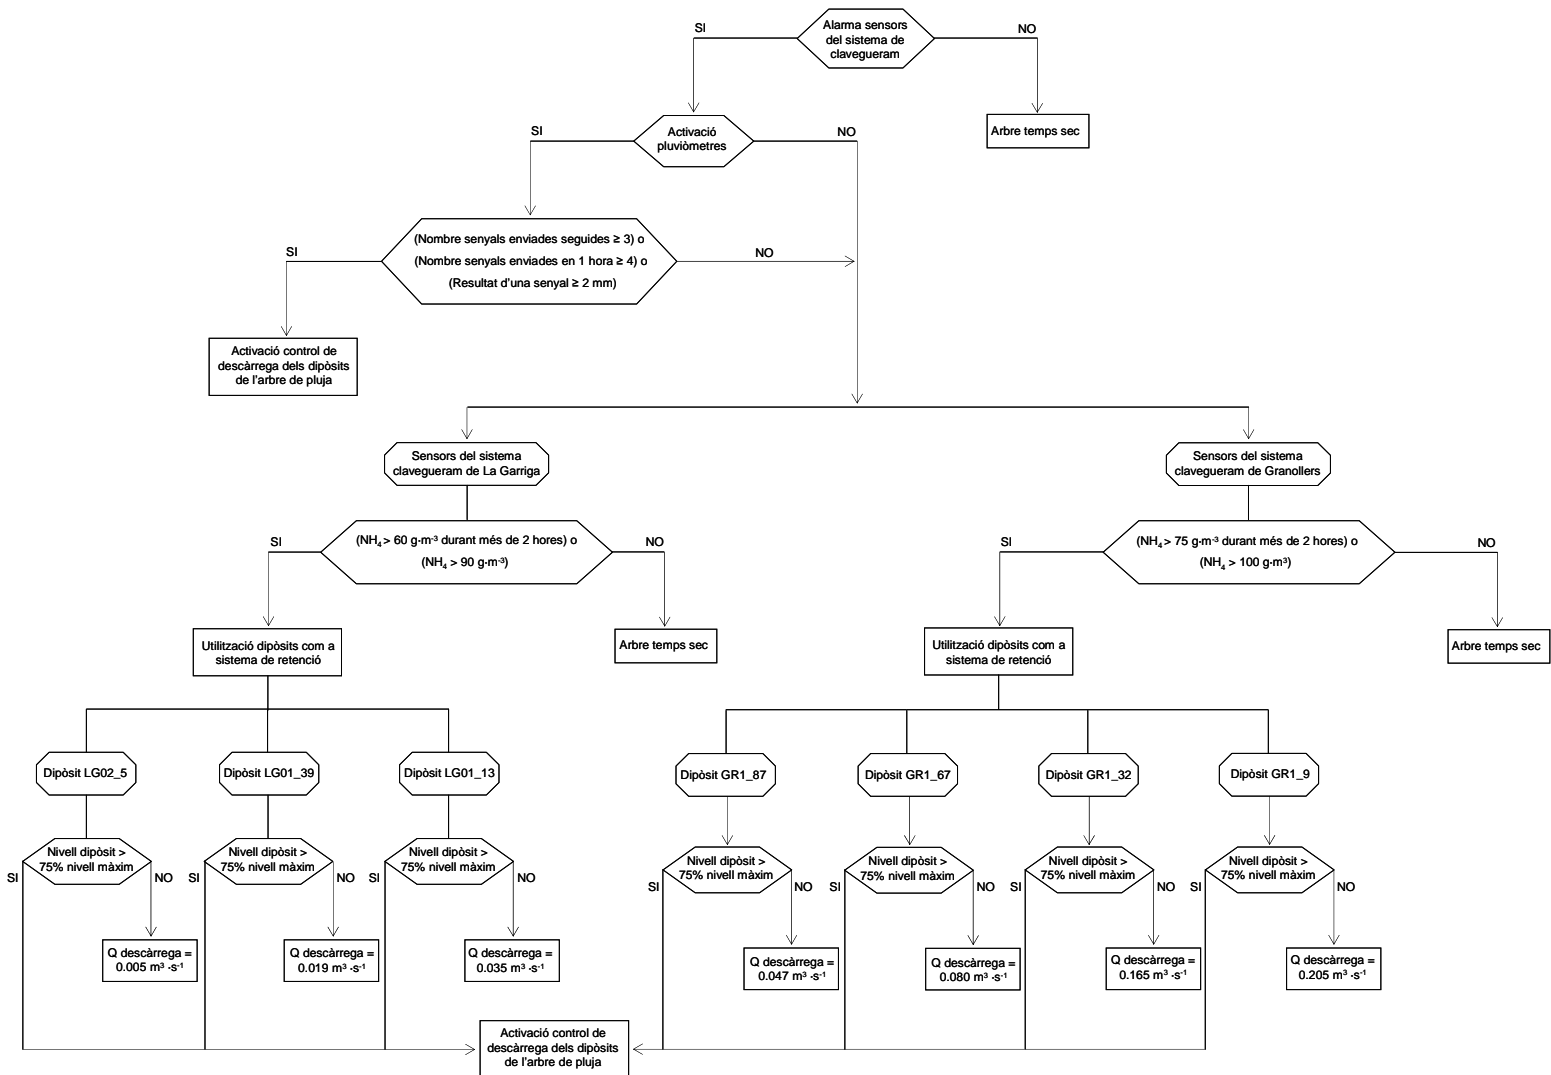 Alarma sensors
del sistema de
clavegueram
SI
NO
Arbre temps sec
Activació
pluviòmetres
SI
NO
(Nombre senyals enviades seguides ≥ 3) o
(Nombre senyals enviades en 1 hora ≥ 4) o
(Resultat d'una senyal ≥ 2 mm)
SI
NO
Activació control de
descàrrega dels dipòsits
de l'arbre de pluja
Sensors del sistema
clavegueram de La Garriga
Sensors del sistema
clavegueram de Granollers
(NH₄ > 60 g·m⁻³ durant més de 2 hores) o
(NH₄ > 90 g·m⁻³)
SI
NO
(NH₄ > 75 g·m⁻³ durant més de 2 hores) o
(NH₄ > 100 g·m³)
SI
NO
Utilització dipòsits com a
sistema de retenció
Arbre temps sec
Utilització dipòsits com a
sistema de retenció
Arbre temps sec
Dipòsit LG02_5
Dipòsit LG01_39
Dipòsit LG01_13
Dipòsit GR1_87
Dipòsit GR1_67
Dipòsit GR1_32
Dipòsit GR1_9
Nivell dipòsit >
75% nivell màxim
SI
NO
Nivell dipòsit >
75% nivell màxim
SI
NO
Nivell dipòsit >
75% nivell màxim
SI
NO
Nivell dipòsit >
75% nivell màxim
SI
NO
Nivell dipòsit >
75% nivell màxim
SI
NO
Nivell dipòsit >
75% nivell màxim
SI
NO
Nivell dipòsit >
75% nivell màxim
SI
NO
Q descàrrega =
0.005 m³ ·s⁻¹
Q descàrrega =
0.019 m³ ·s⁻¹
Q descàrrega =
0.035 m³ ·s⁻¹
Q descàrrega =
0.047 m³ ·s⁻¹
Q descàrrega =
0.080 m³ ·s⁻¹
Q descàrrega =
0.165 m³ ·s⁻¹
Q descàrrega =
0.205 m³ ·s⁻¹
Activació control de
descàrrega dels dipòsits
de l'arbre de pluja